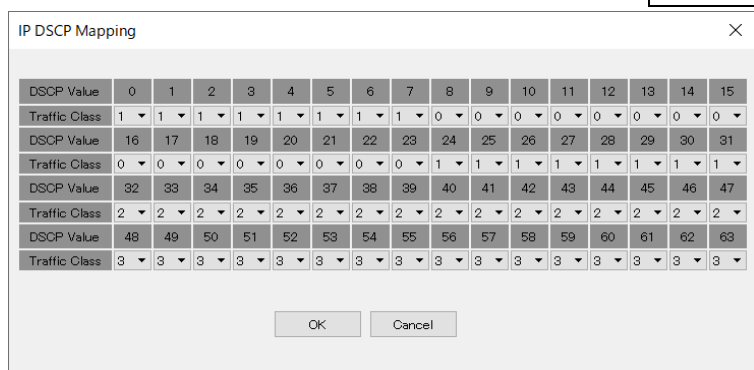 IP DSCP Mapping
DSCP Value 0 1 2 3 4 5 6 7 8 9 10 11 12 13 14 15
Traffic Class 1 1 1 1 1 1 1 1 0 0 0 0 0 0 0 0
DSCP Value 16 17 18 19 20 21 22 23 24 25 26 27 28 29 30 31
Traffic Class 0 0 0 0 0 0 0 0 1 1 1 1 1 1 1 1
DSCP Value 32 33 34 35 36 37 38 39 40 41 42 43 44 45 46 47
Traffic Class 2 2 2 2 2 2 2 2 2 2 2 2 2 2 2 2
DSCP Value 48 49 50 51 52 53 54 55 56 57 58 59 60 61 62 63
Traffic Class 3 3 3 3 3 3 3 3 3 3 3 3 3 3 3 3
OK Cancel